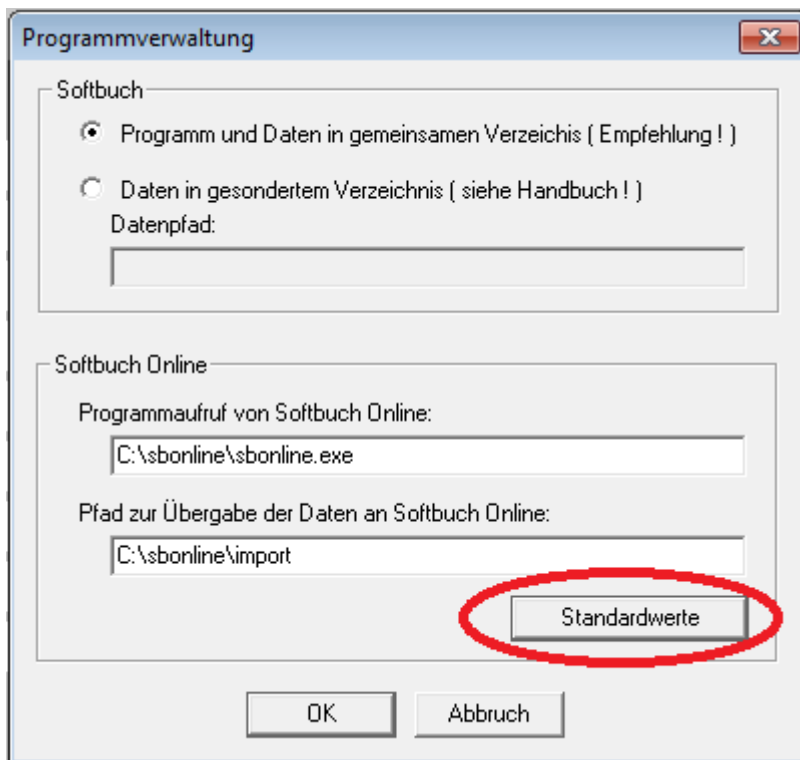 Programmverwaltung
Softbuch
Programm und Daten in gemeinsamen Verzeichis ( Empfehlung ! )
Daten in gesondertem Verzeichnis ( siehe Handbuch ! )
Datenpfad:
Softbuch Online
Programmaufruf von Softbuch Online:
C:\sbonline\sbonline.exe
Pfad zur Übergabe der Daten an Softbuch Online:
C:\sbonline\import
Standardwerte
OK Abbruch